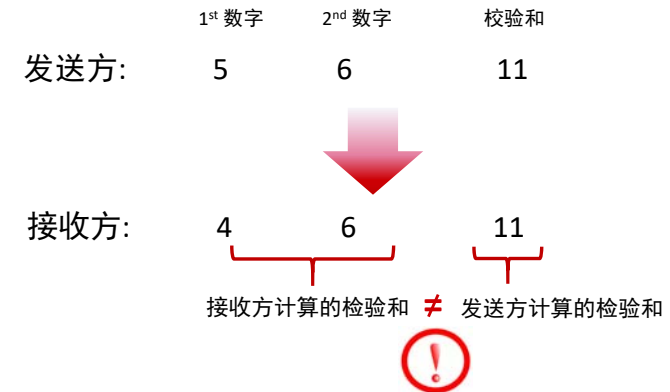 1st 数字 2nd 数字 校验和
发送方: 5 6 11
接收方: 4 6 11
接收方计算的检验和 ≠ 发送方计算的检验和
!